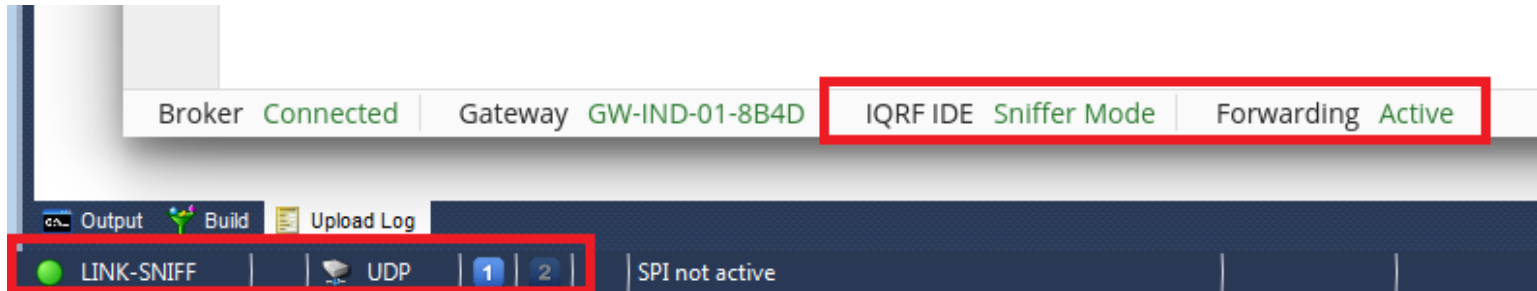 Broker Connected Gateway GW-IND-01-8B4D IQRF IDE Sniffer Mode Forwarding Active
Output Build Upload Log
LINK-SNIFF UDP 1 2 SPI not active